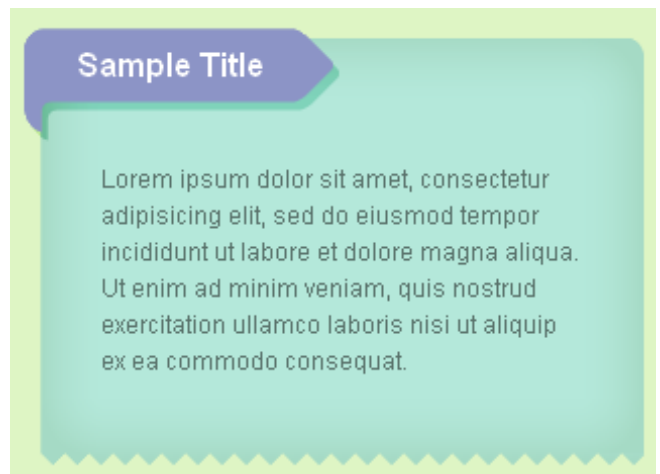 Sample Title
Lorem ipsum dolor sit amet, consectetur
adipisicing elit, sed do eiusmod tempor
incididunt ut labore et dolore magna aliqua.
Ut enim ad minim veniam, quis nostrud
exercitation ullamco laboris nisi ut aliquip
ex ea commodo consequat.